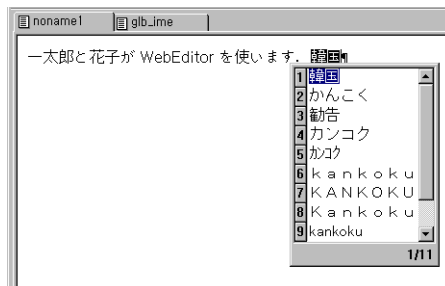 noname1 glb_ime
一太郎と花子が WebEditor を使います. 韓国
1 韓国
2 かんこく
3 勧告
4 カンコク
5 ｶﾝｺｸ
6 ｋａｎｋｏｋｕ
7 ＫＡＮＫＯＫＵ
8 Ｋａｎｋｏｋｕ
9 kankoku
1/11